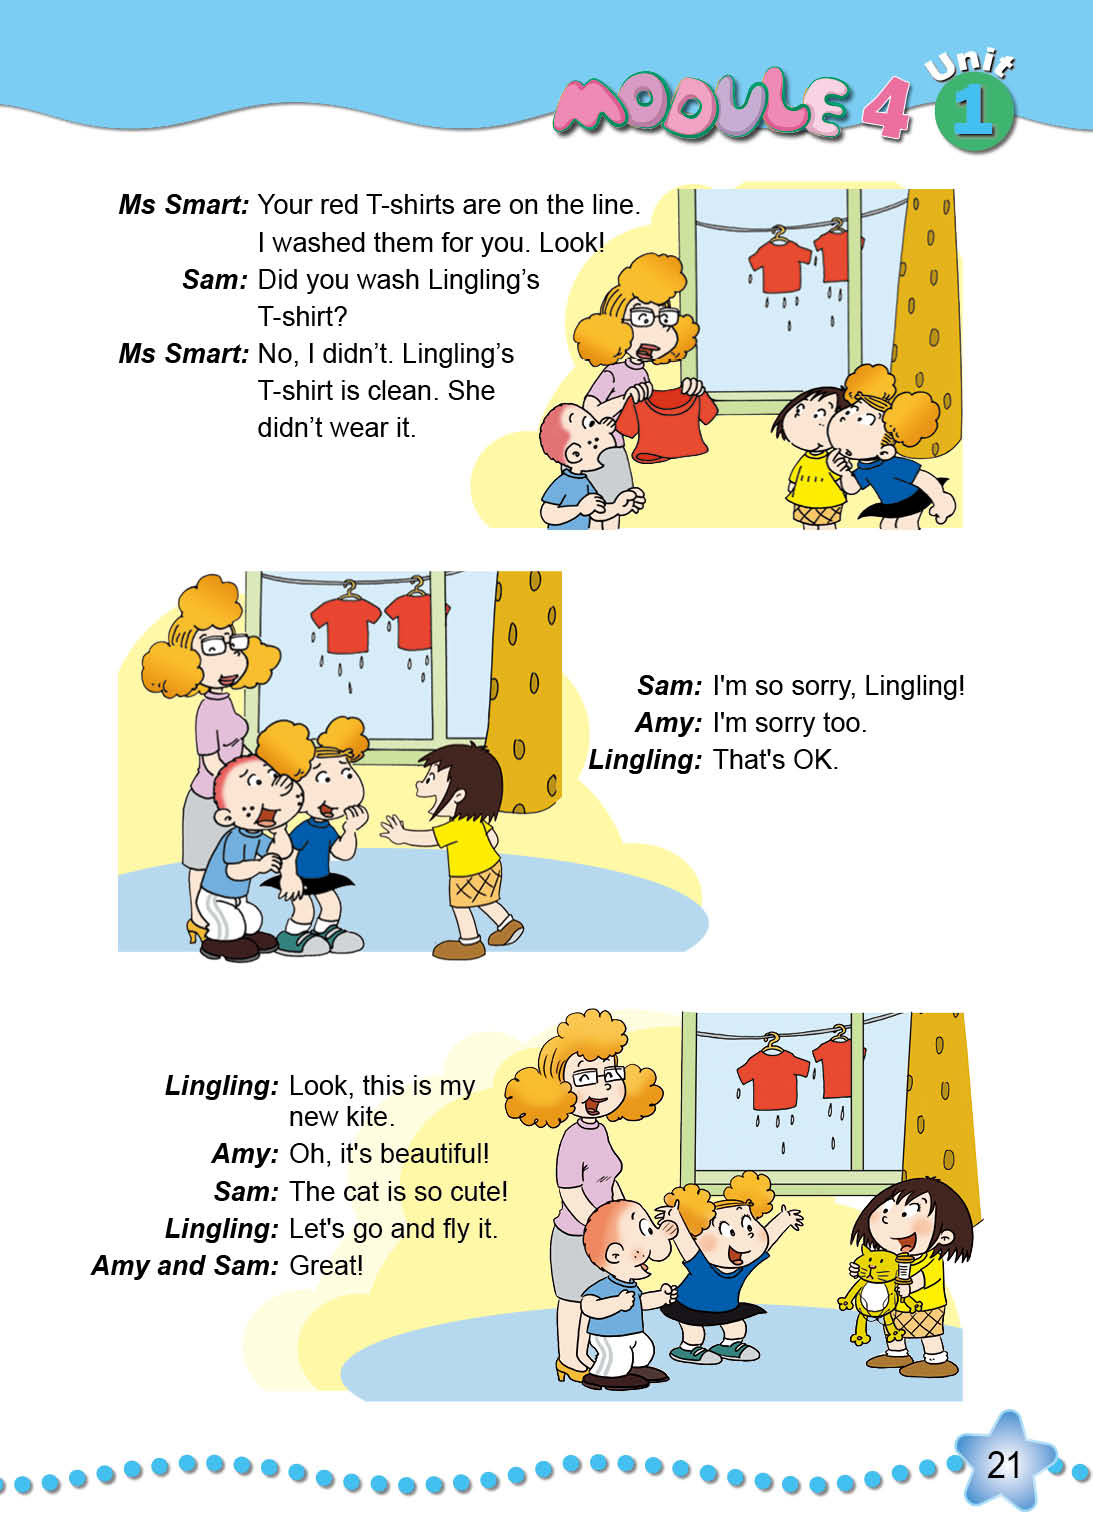 MODULE 4 Unit 1
Ms Smart: Your red T-shirts are on the line.
I washed them for you. Look!
Sam: Did you wash Lingling’s
T-shirt?
Ms Smart: No, I didn’t. Lingling’s
T-shirt is clean. She
didn’t wear it.
Sam: I'm so sorry, Lingling!
Amy: I'm sorry too.
Lingling: That's OK.
Lingling: Look, this is my
new kite.
Amy: Oh, it's beautiful!
Sam: The cat is so cute!
Lingling: Let's go and fly it.
Amy and Sam: Great!
21